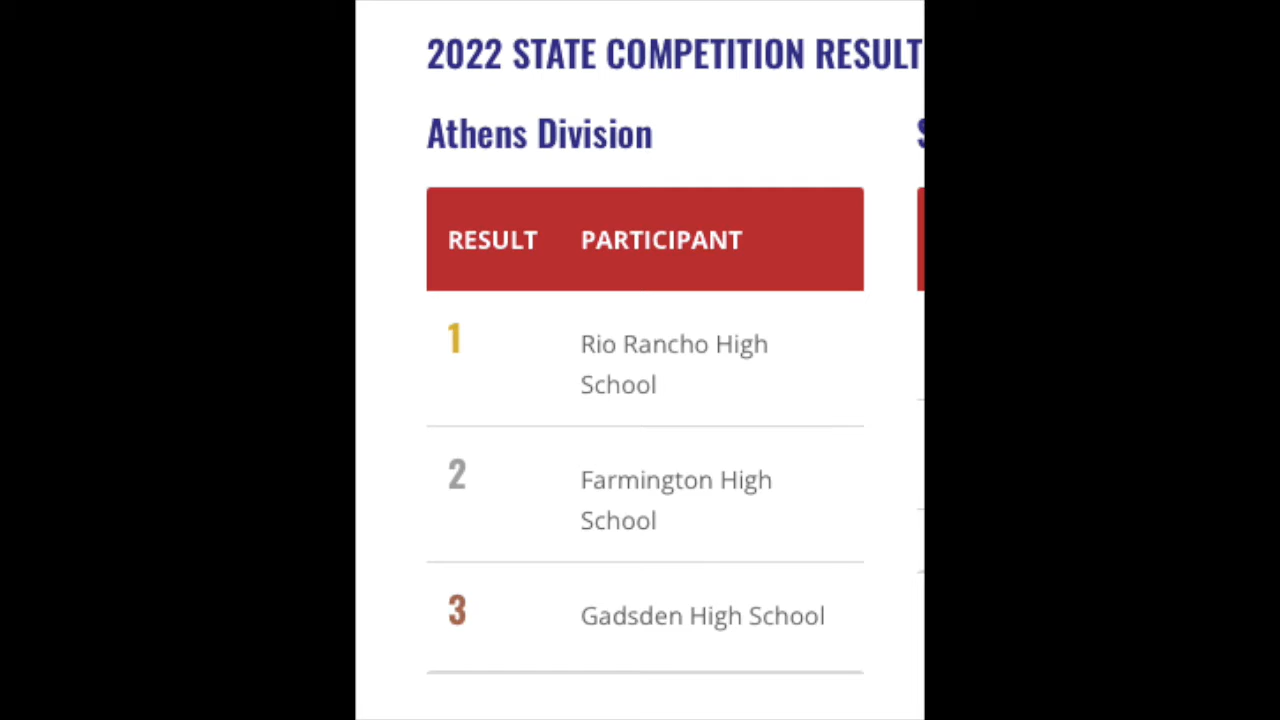 2022 STATE COMPETITION RESULT
Athens Division
RESULT PARTICIPANT
1 Rio Rancho High
School
2 Farmington High
School
3 Gadsden High School